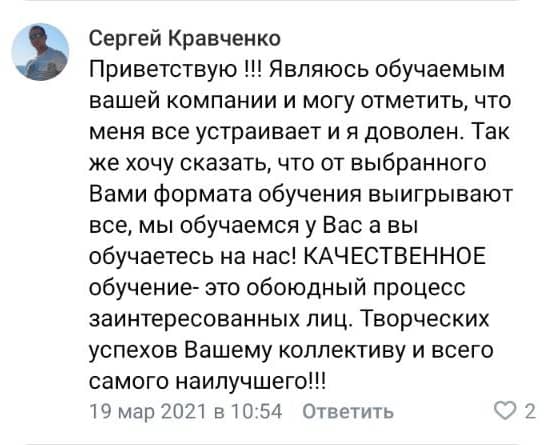 Сергей Кравченко
Приветствую !!! Являюсь обучаемым
вашей компании и могу отметить, что
меня все устраивает и я доволен. Так
же хочу сказать, что от выбранного
Вами формата обучения выигрывают
все, мы обучаемся у Вас а вы
обучаетесь на нас! КАЧЕСТВЕННОЕ
обучение- это обоюдный процесс
заинтересованных лиц. Творческих
успехов Вашему коллективу и всего
самого наилучшего!!!
19 мар 2021 в 10:54 Ответить 2